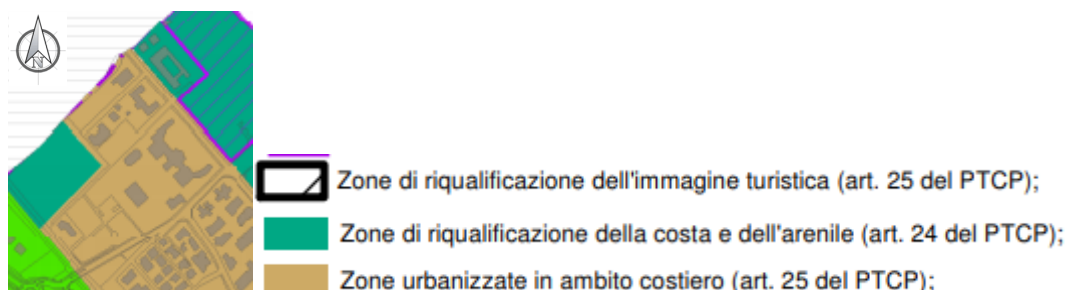 N
Zone di riqualificazione dell'immagine turistica (art. 25 del PTCP);
Zone di riqualificazione della costa e dell'arenile (art. 24 del PTCP);
Zone urbanizzate in ambito costiero (art. 25 del PTCP);